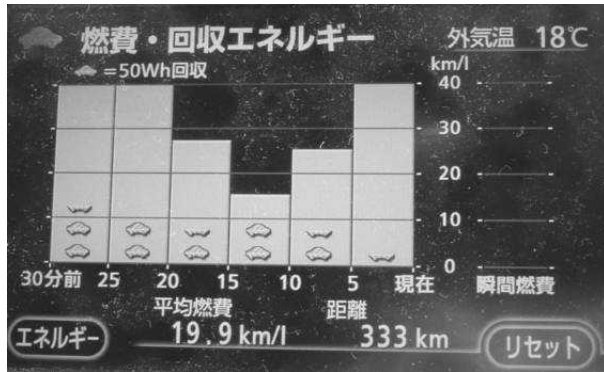 燃費・回収エネルギー 外気温 18℃
=50Wh回収 km/l
40
30
20
10
0
30分前 25 20 15 10 5 現在 瞬間燃費
平均燃費 距離
エネルギー 19.9 km/l 333 km リセット